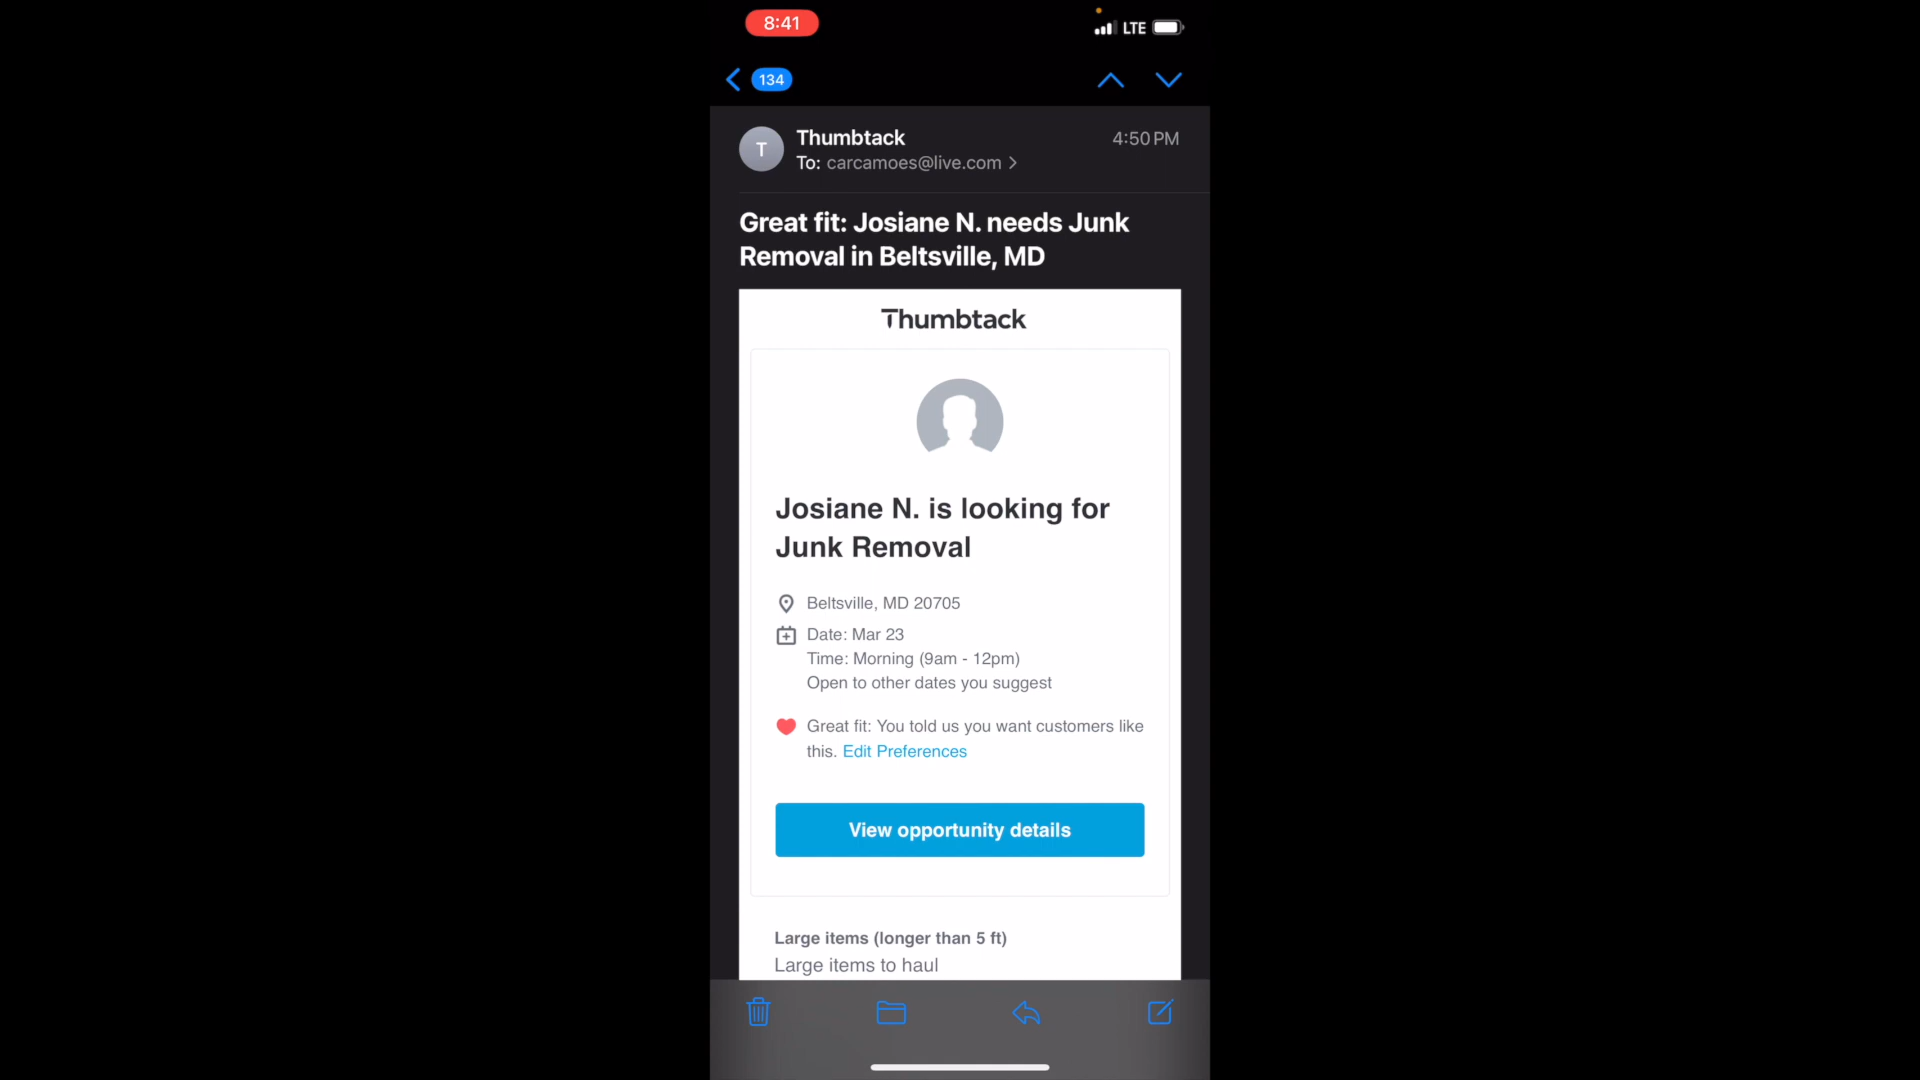 8:41
LTE
134
T
Thumbtack
4:50 PM
To: carcamoes@live.com
Great fit: Josiane N. needs Junk
Removal in Beltsville, MD
Thumbtack
Josiane N. is looking for
Junk Removal
Beltsville, MD 20705
Date: Mar 23
Time: Morning (9am - 12pm)
Open to other dates you suggest
Great fit: You told us you want customers like
this. Edit Preferences
View opportunity details
Large items (longer than 5 ft)
Large items to haul